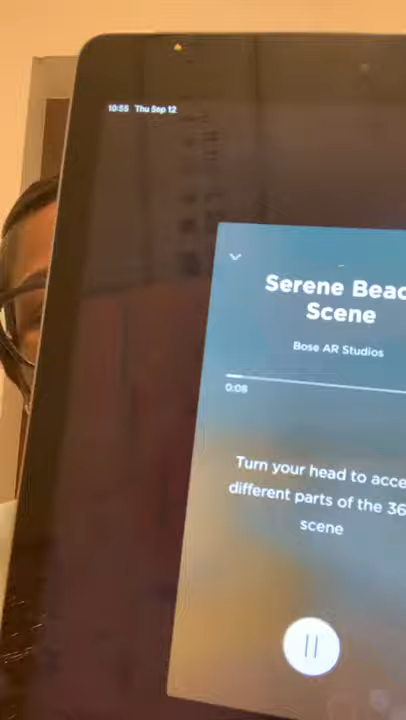 10:55 Thu Sep 12
Serene Beac
Scene
Bose AR Studios
0:08
Turn your head to acce
different parts of the 36
scene